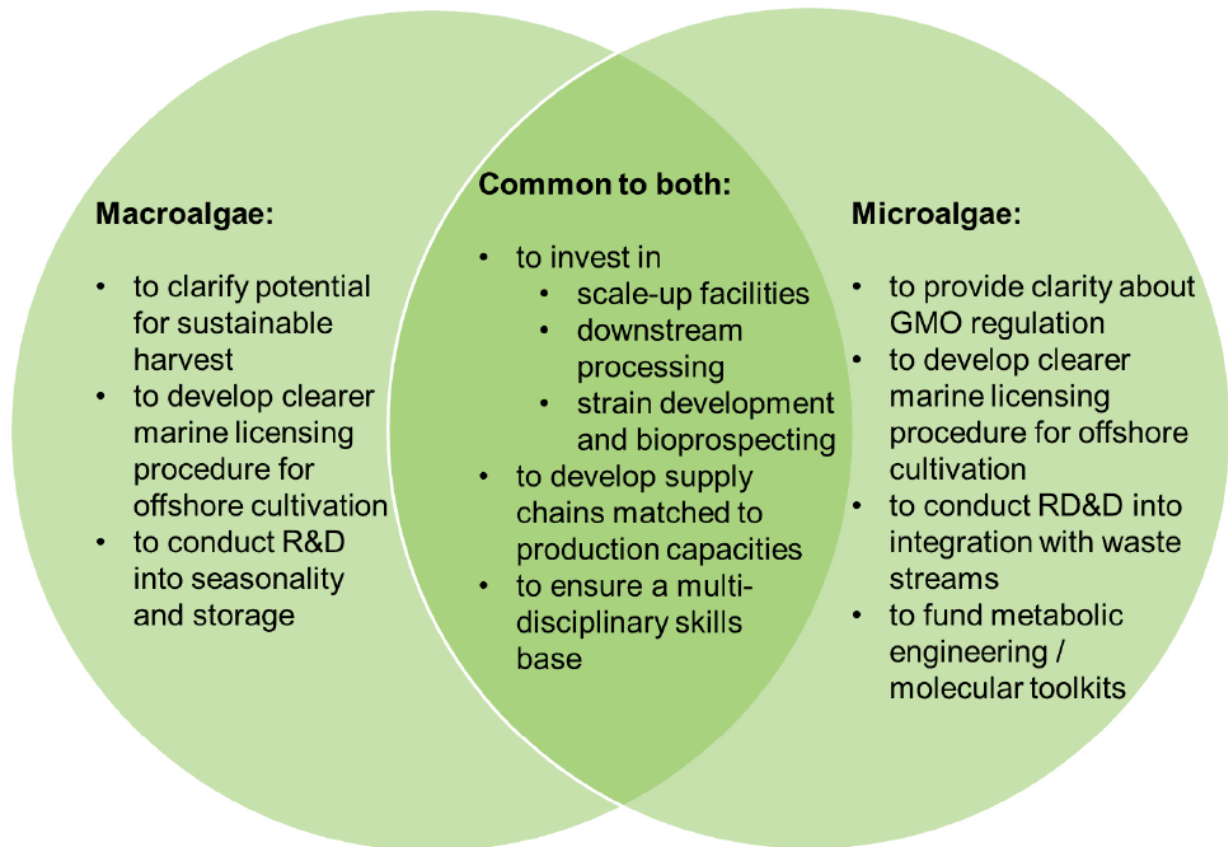 Macroalgae:
• to clarify potential
for sustainable
harvest
• to develop clearer
marine licensing
procedure for
offshore cultivation
• to conduct R&D
into seasonality
and storage
Common to both:
• to invest in
• scale-up facilities
• downstream
processing
• strain development
and bioprospecting
• to develop supply
chains matched to
production capacities
• to ensure a multi-
disciplinary skills
base
Microalgae:
• to provide clarity about
GMO regulation
• to develop clearer
marine licensing
procedure for offshore
cultivation
• to conduct RD&D into
integration with waste
streams
• to fund metabolic
engineering /
molecular toolkits